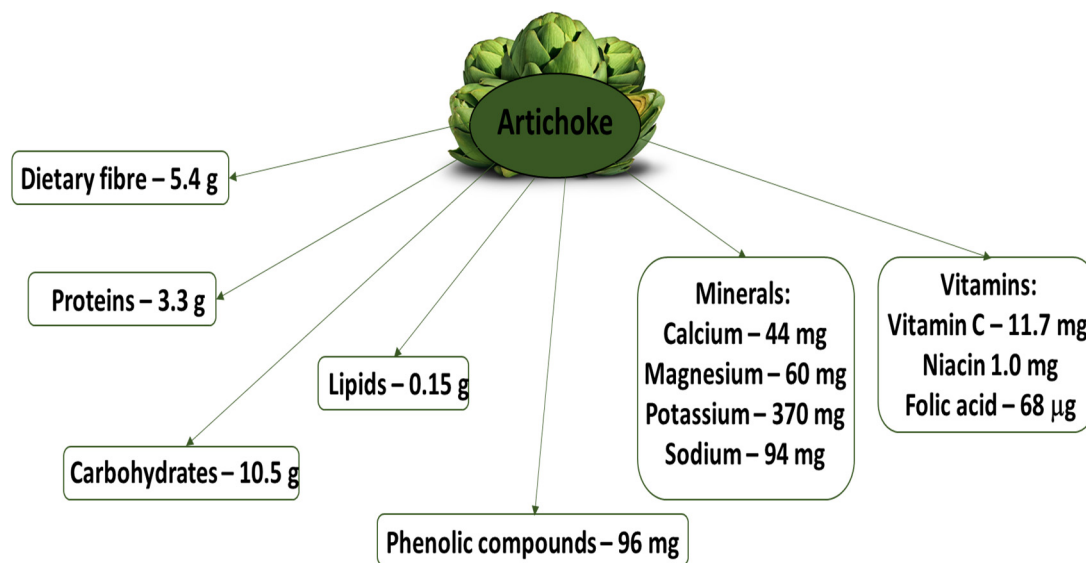 Artichoke
Dietary fibre – 5.4 g
Proteins – 3.3 g
Lipids – 0.15 g
Carbohydrates – 10.5 g
Phenolic compounds – 96 mg
Minerals:
Calcium – 44 mg
Magnesium – 60 mg
Potassium – 370 mg
Sodium – 94 mg
Vitamins:
Vitamin C – 11.7 mg
Niacin 1.0 mg
Folic acid – 68 μg